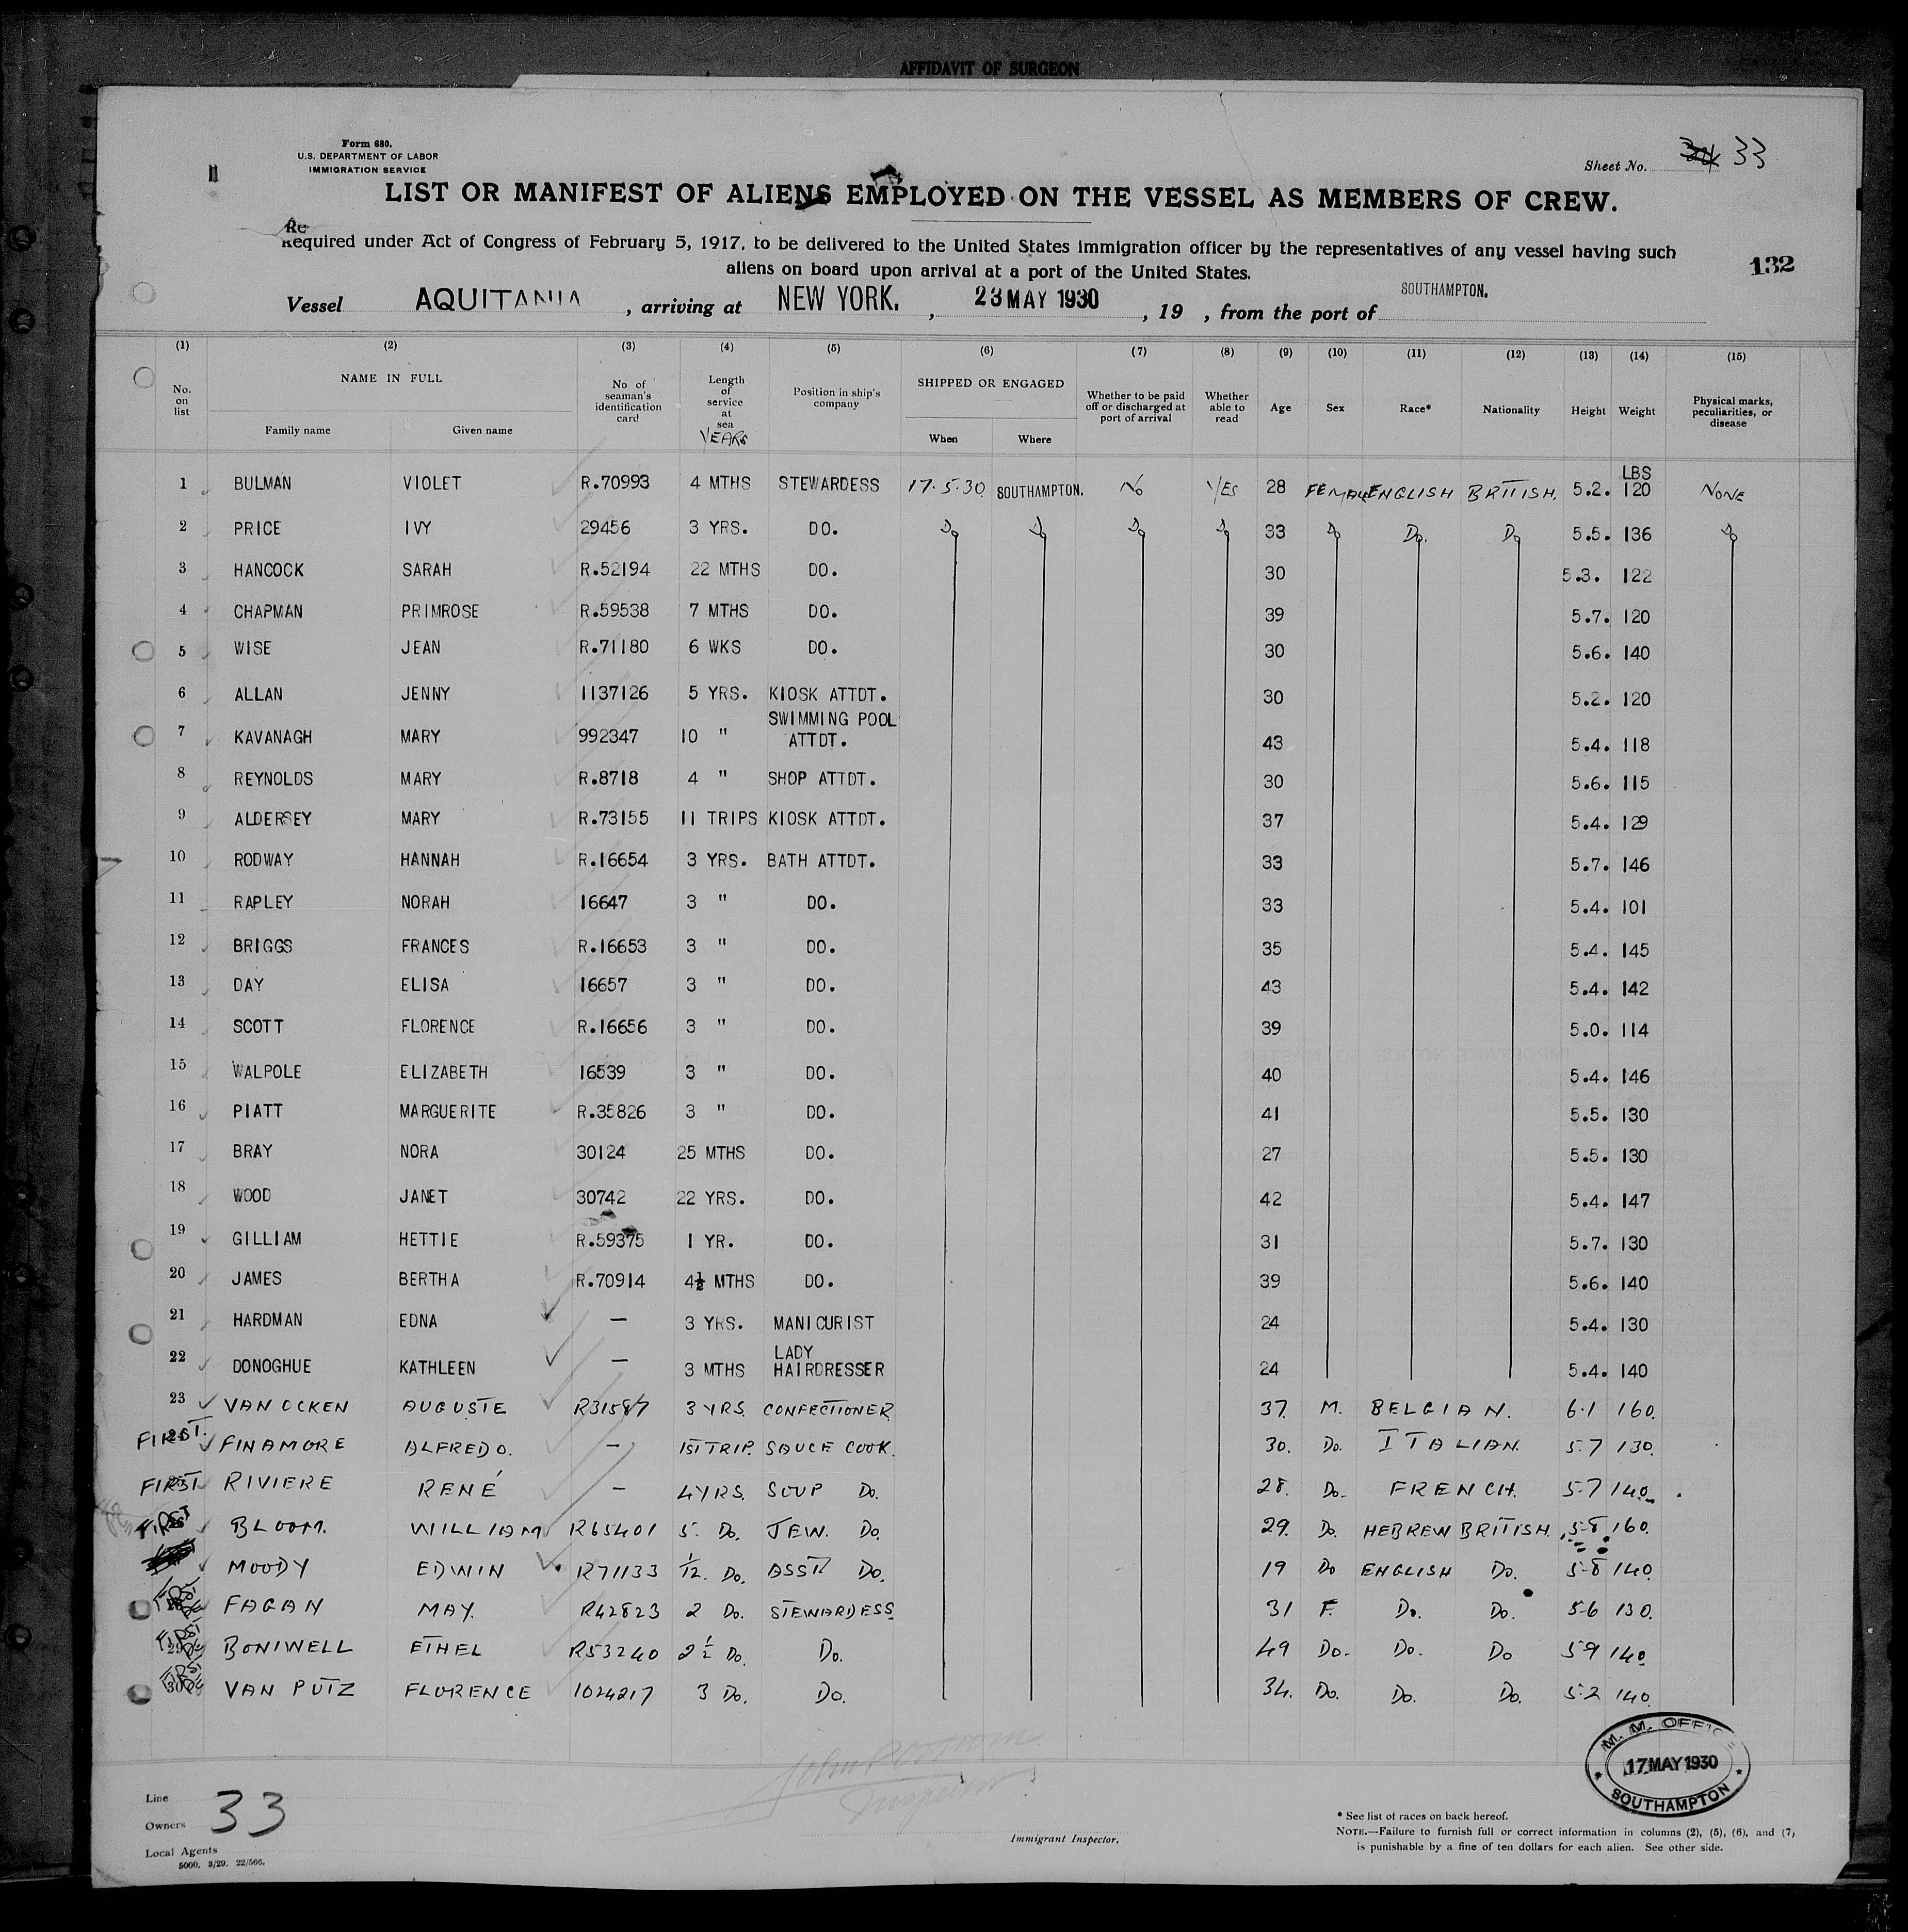 AFFIDAVIT OF SURGEON
Form 680.
U.S. DEPARTMENT OF LABOR
IMMIGRATION SERVICE
Sheet No. 33
LIST OR MANIFEST OF ALIENS EMPLOYED ON THE VESSEL AS MEMBERS OF CREW.
Required under Act of Congress of February 5, 1917, to be delivered to the United States immigration officer by the representatives of any vessel having such
aliens on board upon arrival at a port of the United States.
132
Vessel AQUITANIA , arriving at NEW YORK. , 23 MAY 1930 , 19 , from the port of SOUTHAMPTON.
(1) (2) (3) (4) (5) (6) (7) (8) (9) (10) (11) (12) (13) (14) (15)
No. on list NAME IN FULL Family name Given name No of seaman's identification card Length of service at sea YEARS Position in ship's company SHIPPED OR ENGAGED When Where Whether to be paid off or discharged at port of arrival Whether able to read Age Sex Race* Nationality Height Weight Physical marks, peculiarities, or disease
1 BULMAN VIOLET R.70993 4 MTHS STEWARDESS 17.5.30 SOUTHAMPTON. No YES 28 FEMALE ENGLISH BRITISH. 5.2. LBS 120 NONE
2 PRICE IVY 29456 3 YRS. DO. Do Do Do Do 33 Do Do. Do 5.5. 136 Do
3 HANCOCK SARAH R.52194 22 MTHS DO. 30 5.3. 122
4 CHAPMAN PRIMROSE R.59538 7 MTHS DO. 39 5.7. 120
5 WISE JEAN R.71180 6 WKS DO. 30 5.6. 140
6 ALLAN JENNY 1137126 5 YRS. KIOSK ATTDT. 30 5.2. 120
7 KAVANAGH MARY 992347 10 " SWIMMING POOL ATTDT. 43 5.4. 118
8 REYNOLDS MARY R.8718 4 " SHOP ATTDT. 30 5.6. 115
9 ALDERSEY MARY R.73155 11 TRIPS KIOSK ATTDT. 37 5.4. 129
10 RODWAY HANNAH R.16654 3 YRS. BATH ATTDT. 33 5.7. 146
11 RAPLEY NORAH 16647 3 " DO. 33 5.4. 101
12 BRIGGS FRANCES R.16653 3 " DO. 35 5.4. 145
13 DAY ELISA 16657 3 " DO. 43 5.4. 142
14 SCOTT FLORENCE R.16656 3 " DO. 39 5.0. 114
15 WALPOLE ELIZABETH 16539 3 " DO. 40 5.4. 146
16 PIATT MARGUERITE R.35826 3 " DO. 41 5.5. 130
17 BRAY NORA 30124 25 MTHS DO. 27 5.5. 130
18 WOOD JANET 30742 22 YRS. DO. 42 5.4. 147
19 GILLIAM HETTIE R.59375 1 YR. DO. 31 5.7. 130
20 JAMES BERTHA R.70914 4½ MTHS DO. 39 5.6. 140
21 HARDMAN EDNA — 3 YRS. MANICURIST 24 5.4. 130
22 DONOGHUE KATHLEEN — 3 MTHS LADY HAIRDRESSER 24 5.4. 140
23 VAN OCKEN AUGUSTE R31587 3 YRS. CONFECTIONER 37. M. BELGIAN. 6.1 160.
FIRST. FINAMORE ALFREDO. — 1ST TRIP. SAUCE COOK. 30. Do. ITALIAN. 5.7 130.
FIRST RIVIERE RENÉ — 4 YRS. SOUP Do. 28. Do. FRENCH. 5-7 140.
FIRST BLOOM. WILLIAM R65401 5. Do. JEW. Do. 29. Do. HEBREW BRITISH. 5-8 160.
MOODY EDWIN R71133 1/12. Do. ASST Do. 19 Do ENGLISH Do. 5-8 140.
FIRST FAGAN MAY. R42823 2 Do. STEWARDESS. 31 F. Do. Do. 5-6 130.
29 FIRST BONIWELL ETHEL R53240 2½ Do. Do. 49 Do. Do. Do 5-9 140.
30 FIRST VAN PUTZ FLORENCE 1024217 3 Do. Do. 34. Do. Do. Do. 5.2 140.
M. M. OFFICE
17 MAY 1930
SOUTHAMPTON
Line
Owners 33
Local Agents
5000. 3/29. 22/566.
Immigrant Inspector.
* See list of races on back hereof.
NOTE.—Failure to furnish full or correct information in columns (2), (5), (6), and (7),
is punishable by a fine of ten dollars for each alien. See other side.